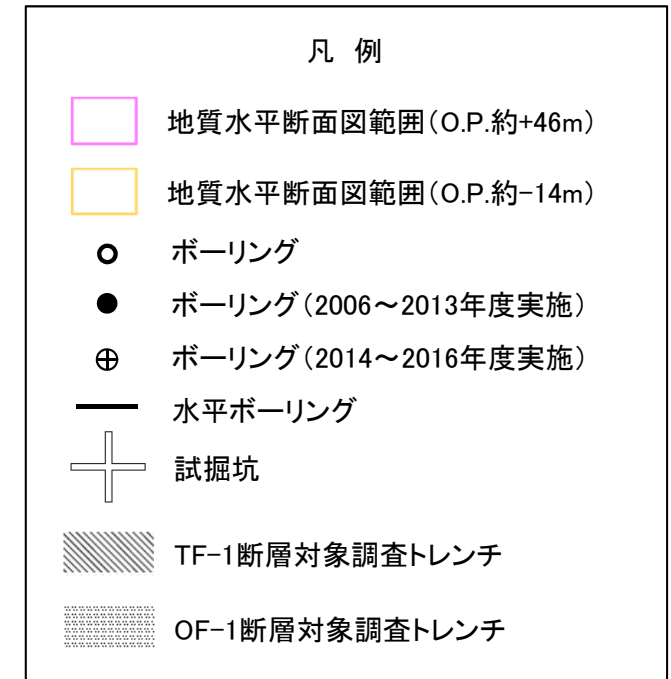 凡 例
地質水平断面図範囲（O.P.約+46m）
地質水平断面図範囲（O.P.約−14m）
ボーリング
ボーリング（2006～2013年度実施）
ボーリング（2014～2016年度実施）
水平ボーリング
試掘坑
TF−1断層対象調査トレンチ
OF−1断層対象調査トレンチ